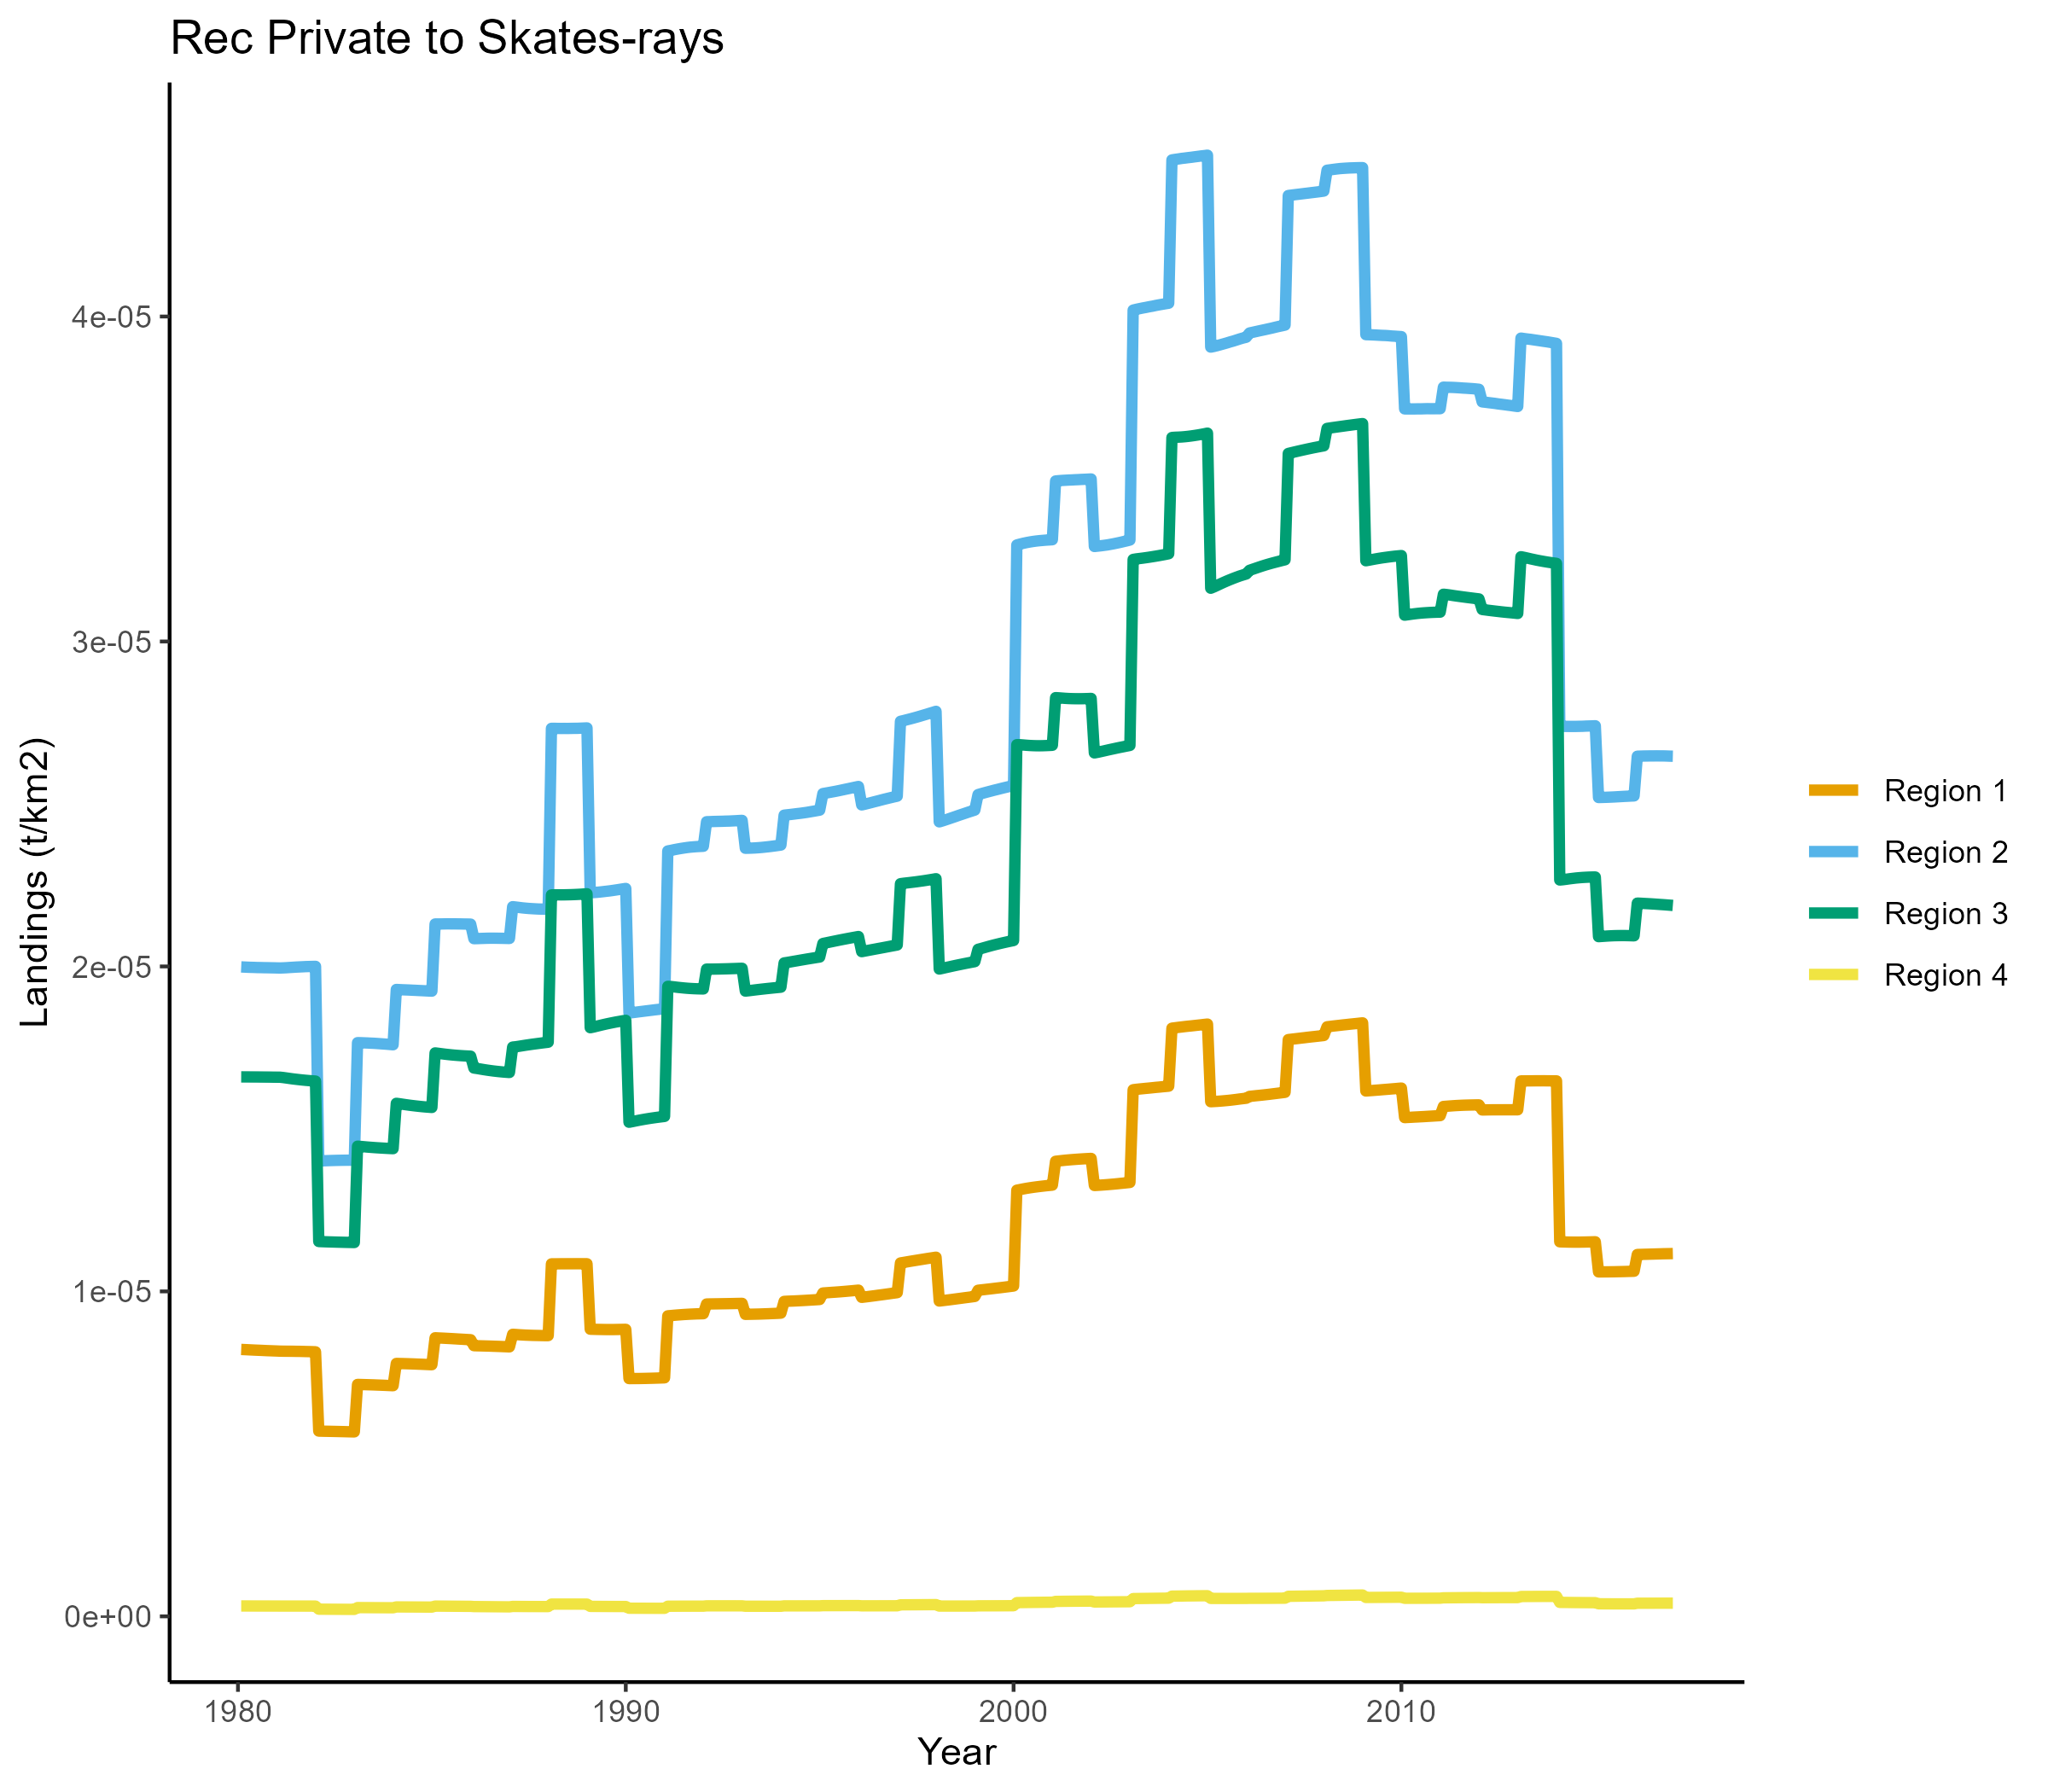 Rec Private to Skates-rays
Landings (t/km2)
4e-05
3e-05
2e-05
1e-05
0e+00
1980 1990 2000 2010
Year
Region 1
Region 2
Region 3
Region 4